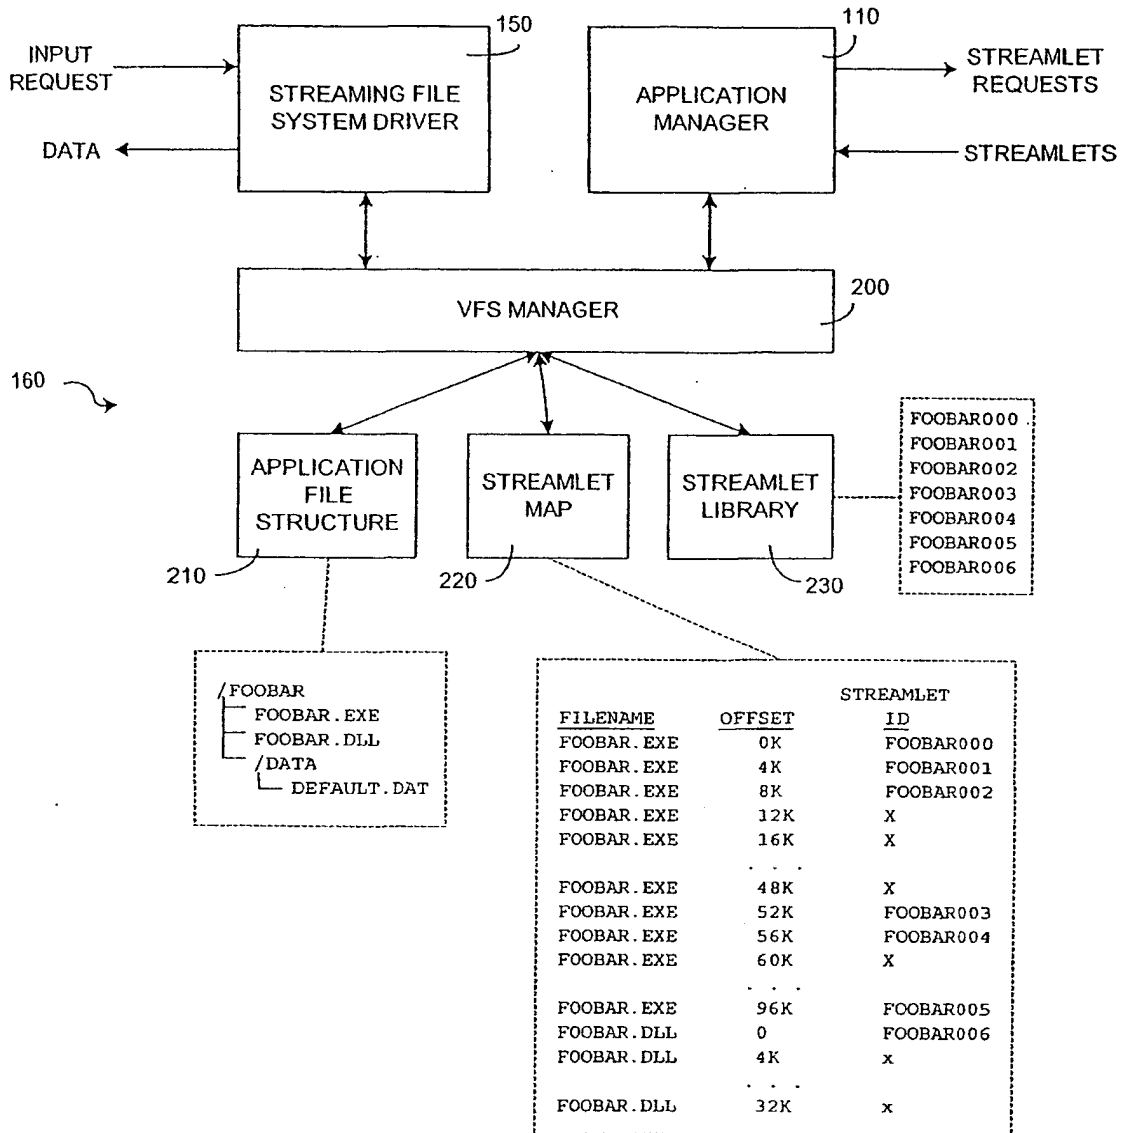 150
110
INPUT
REQUEST
DATA
STREAMING FILE
SYSTEM DRIVER
APPLICATION
MANAGER
STREAMLET
REQUESTS
STREAMLETS
VFS MANAGER
200
160
APPLICATION
FILE
STRUCTURE
STREAMLET
MAP
STREAMLET
LIBRARY
210
220
230
FOOBAR000
FOOBAR001
FOOBAR002
FOOBAR003
FOOBAR004
FOOBAR005
FOOBAR006
/FOOBAR
FOOBAR.EXE
FOOBAR.DLL
/DATA
DEFAULT.DAT
STREAMLET
FILENAME OFFSET ID
FOOBAR.EXE 0K FOOBAR000
FOOBAR.EXE 4K FOOBAR001
FOOBAR.EXE 8K FOOBAR002
FOOBAR.EXE 12K X
FOOBAR.EXE 16K X
. . .
FOOBAR.EXE 48K X
FOOBAR.EXE 52K FOOBAR003
FOOBAR.EXE 56K FOOBAR004
FOOBAR.EXE 60K X
. . .
FOOBAR.EXE 96K FOOBAR005
FOOBAR.DLL 0 FOOBAR006
FOOBAR.DLL 4K x
. . .
FOOBAR.DLL 32K x